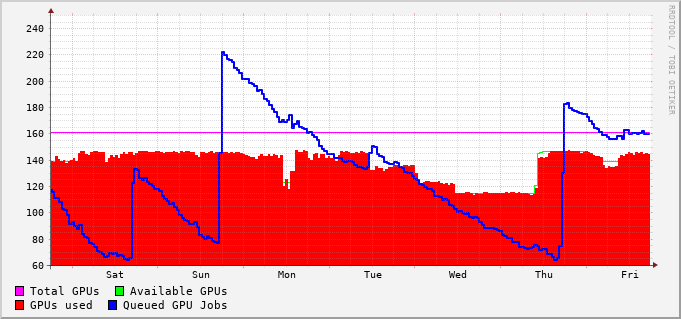 RRDTOOL / TOBI OETIKER
240
220
200
180
160
140
120
100
80
60
Sat Sun Mon Tue Wed Thu Fri
Total GPUs Available GPUs
GPUs used Queued GPU Jobs